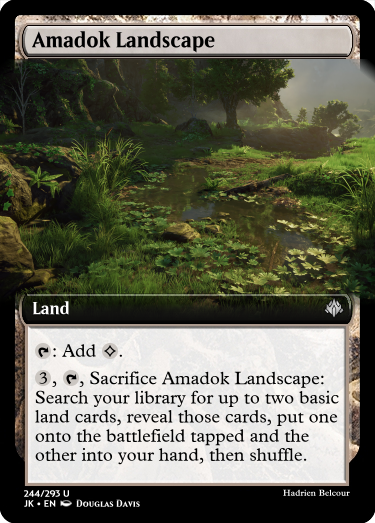 Amadok Landscape
Land
: Add .
3, , Sacrifice Amadok Landscape:
Search your library for up to two basic
land cards, reveal those cards, put one
onto the battlefield tapped and the
other into your hand, then shuffle.
244/293 U
JK • EN Douglas Davis
Hadrien Belcour